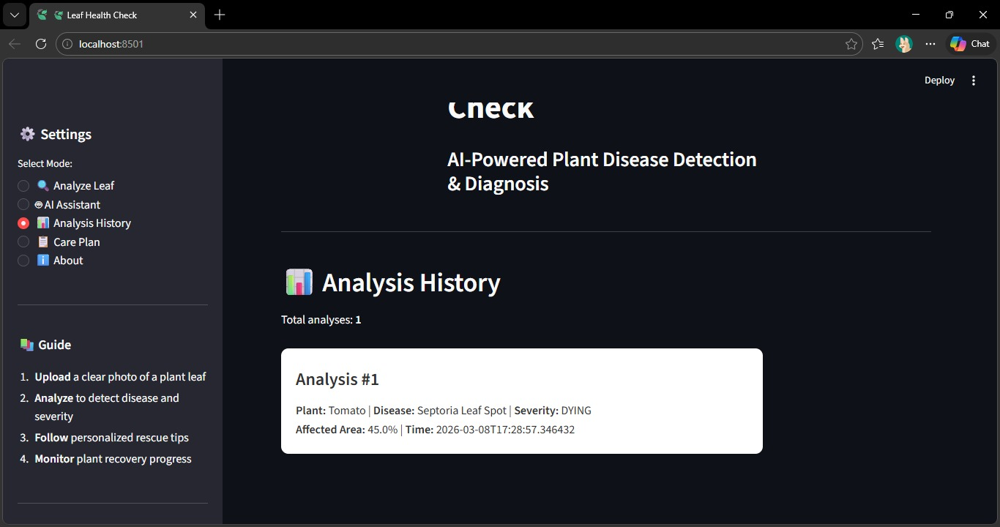 Leaf Health Check
localhost:8501
Chat
Deploy
Settings
Select Mode:
Analyze Leaf
AI Assistant
Analysis History
Care Plan
About
Guide
1. Upload a clear photo of a plant leaf
2. Analyze to detect disease and
severity
3. Follow personalized rescue tips
4. Monitor plant recovery progress
Check
AI-Powered Plant Disease Detection
& Diagnosis
Analysis History
Total analyses: 1
Analysis #1
Plant: Tomato | Disease: Septoria Leaf Spot | Severity: DYING
Affected Area: 45.0% | Time: 2026-03-08T17:28:57.346432